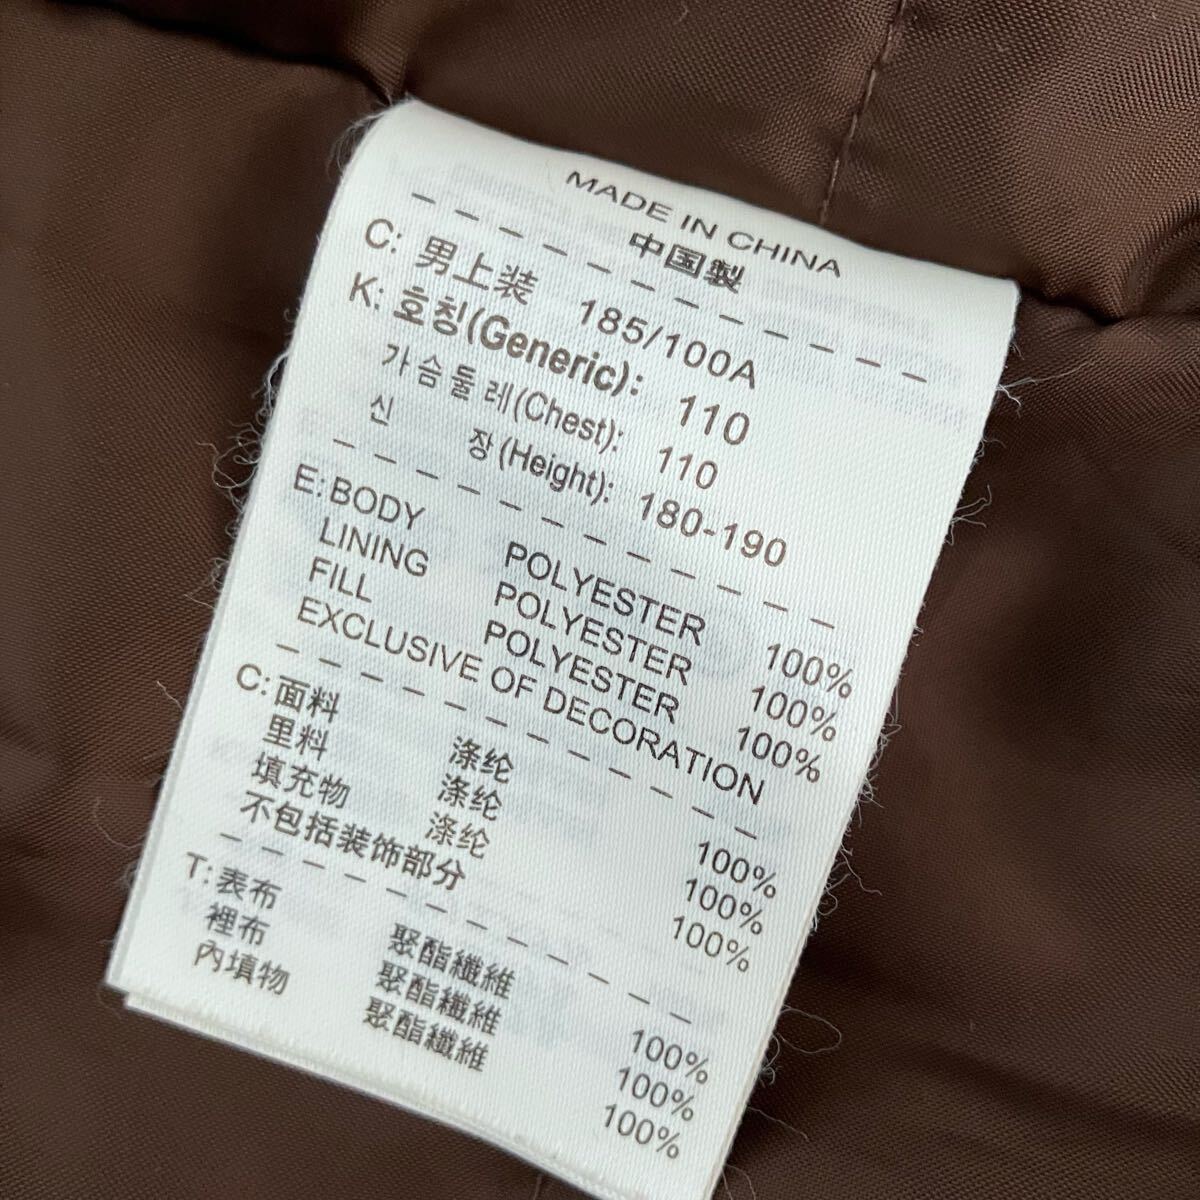 MADE IN CHINA
中国製
C: 男上装 185/100A
K: 호칭(Generic): 110
가슴둘레(Chest): 110
신 장(Height): 180-190
E: BODY POLYESTER 100%
LINING POLYESTER 100%
FILL POLYESTER 100%
EXCLUSIVE OF DECORATION
C: 面料 涤纶 100%
里料 涤纶 100%
填充物 涤纶 100%
不包括装饰部分
T: 表布 聚酯纖維 100%
裡布 聚酯纖維 100%
內填物 聚酯纖維 100%